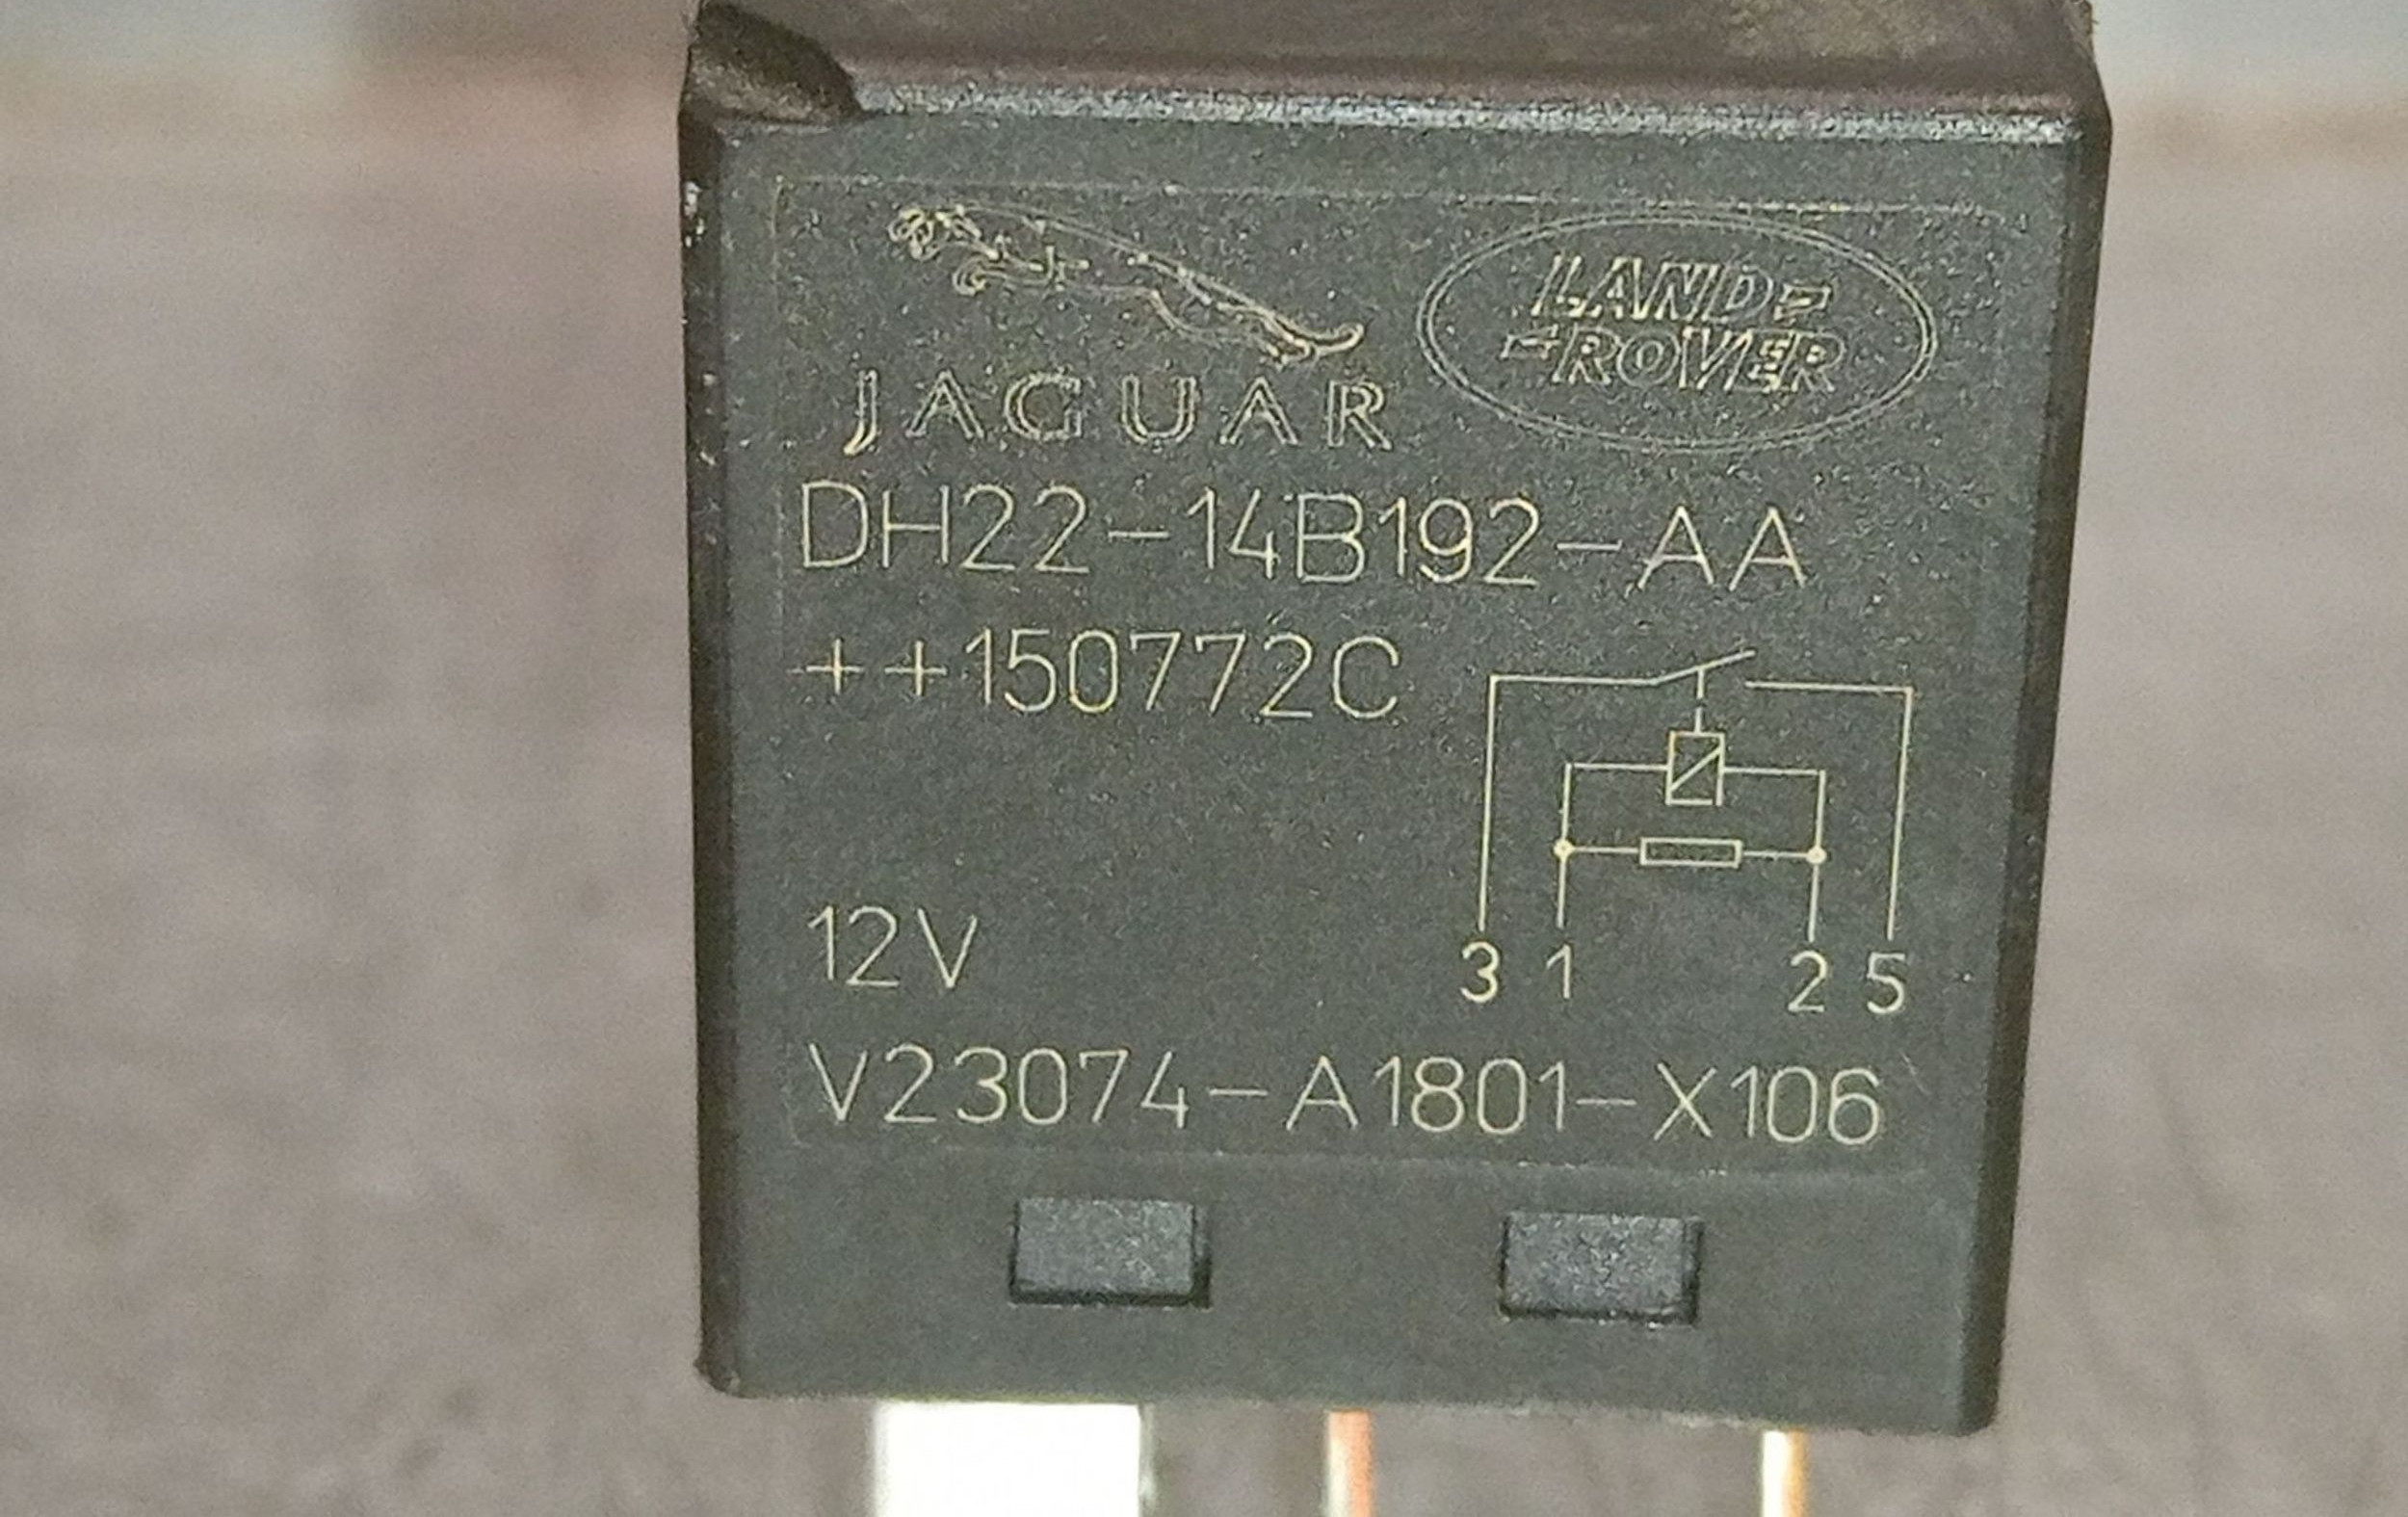 JAGUAR
LAND-
-ROVER
DH22-14B192-AA
++150772C
12V
3 1 2 5
V23074-A1801-X106